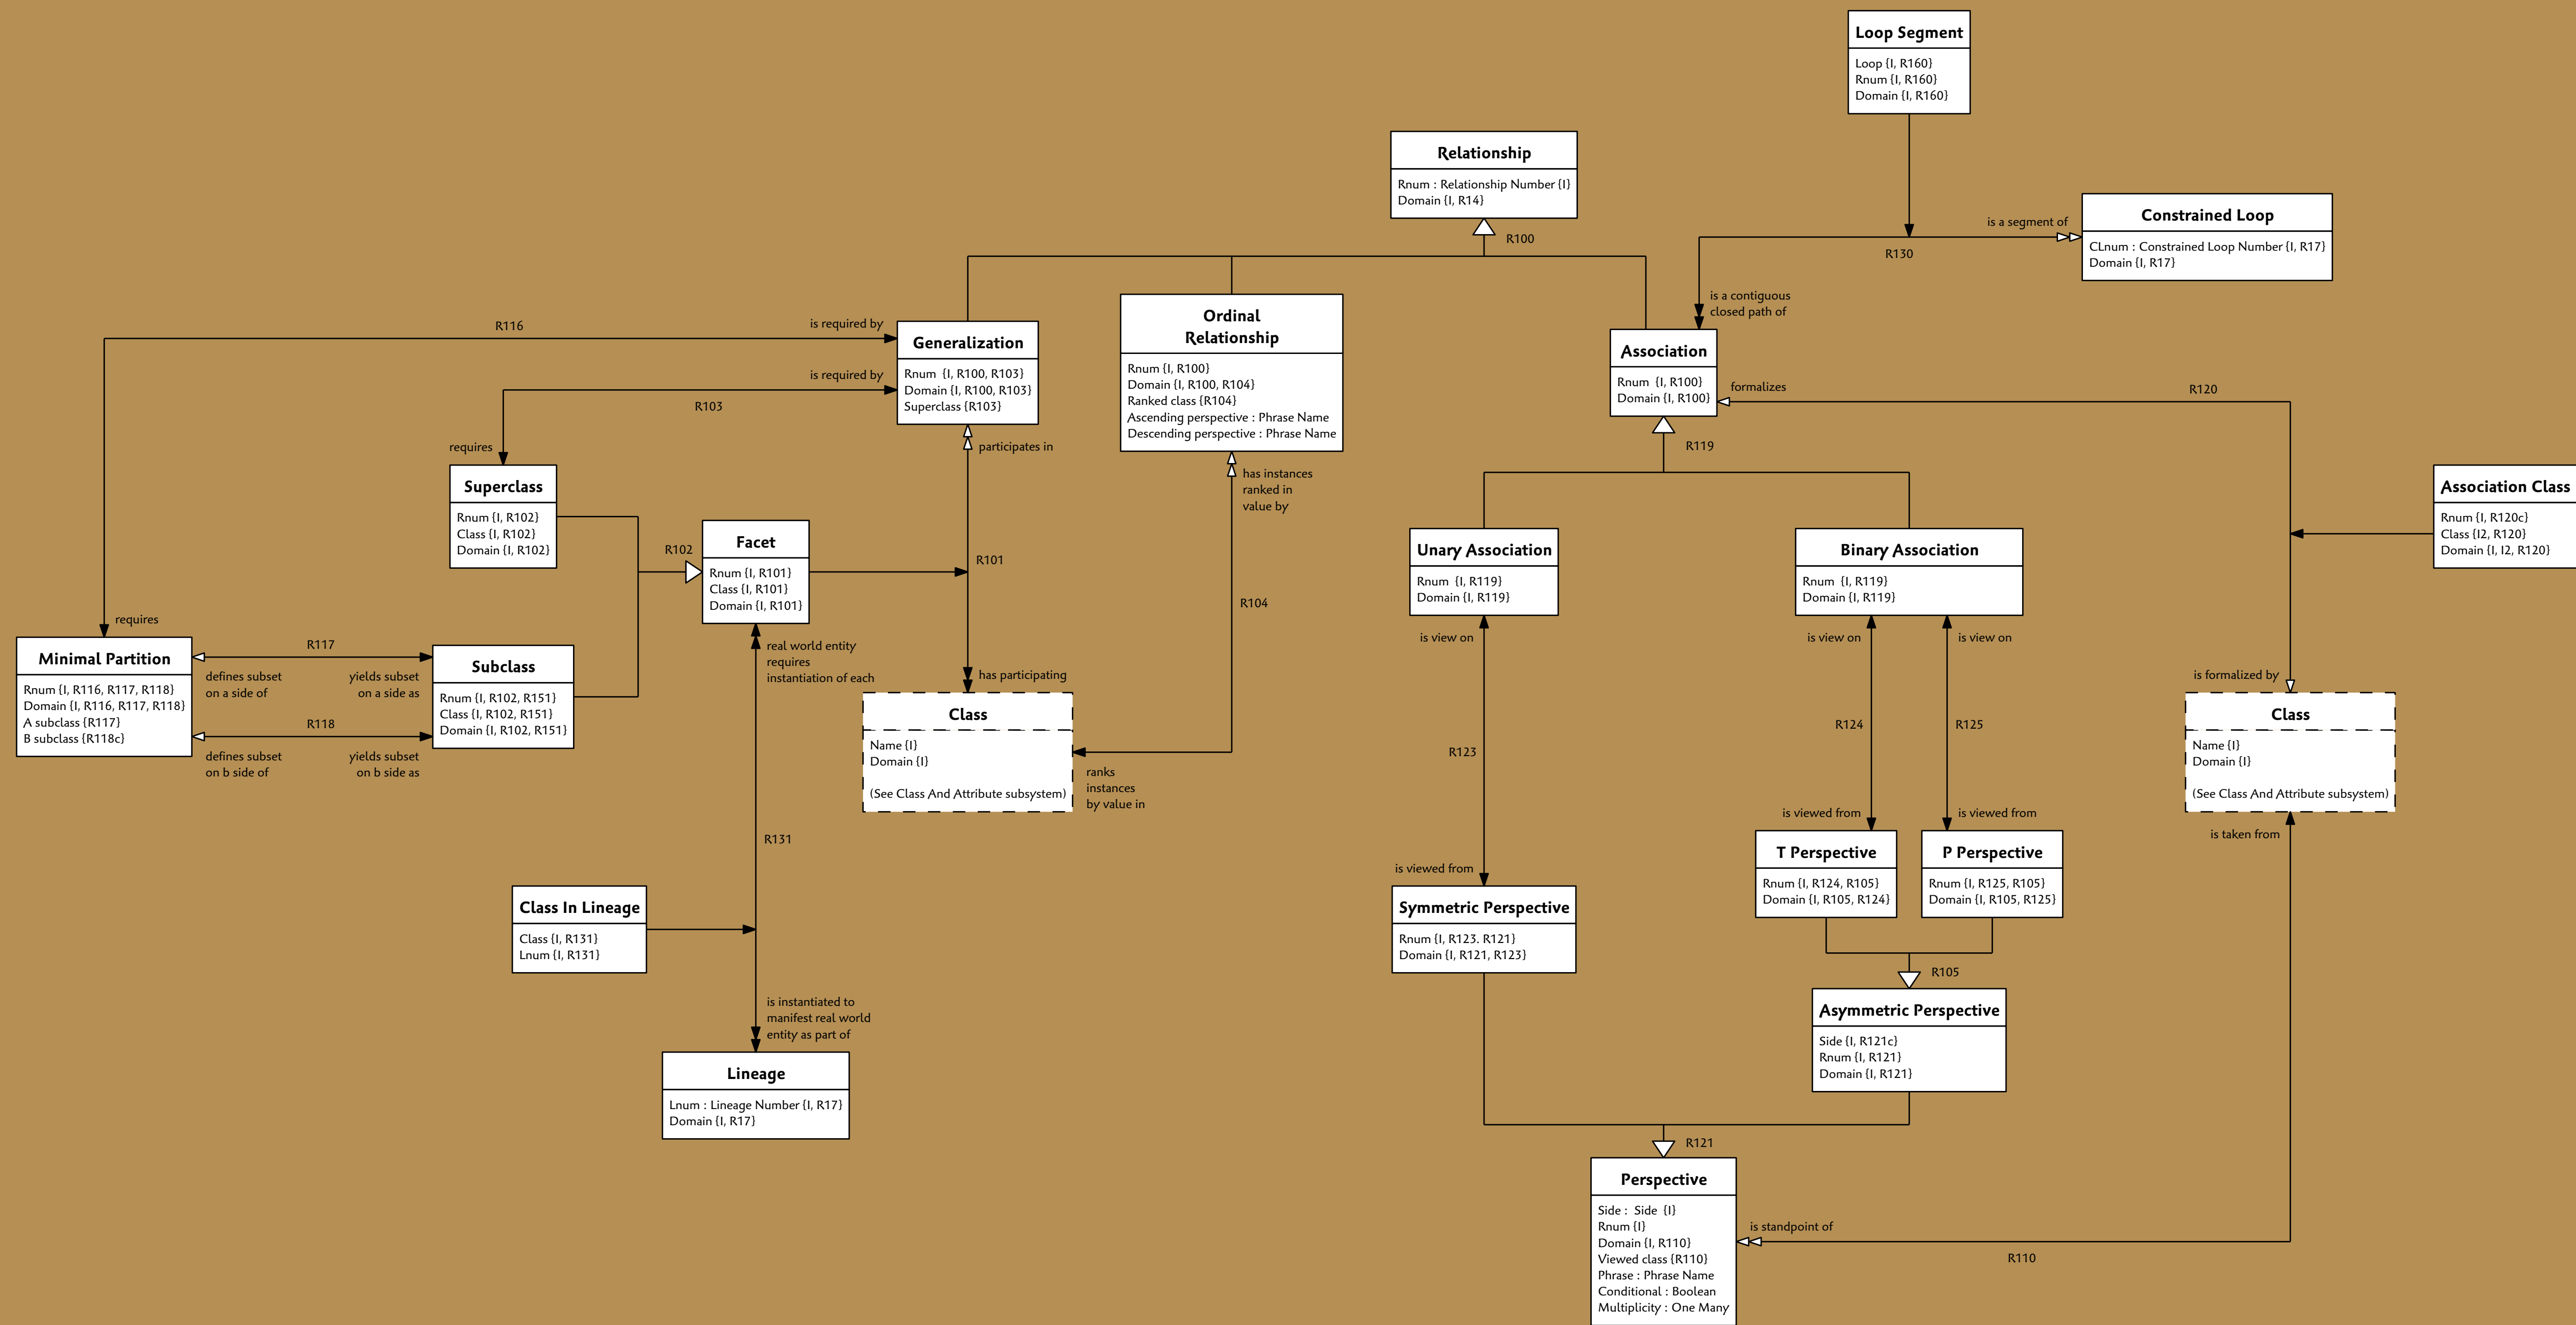 Loop Segment
Loop {I, R160}
Rnum {I, R160}
Domain {I, R160}
Relationship
Rnum : Relationship Number {I}
Domain {I, R14}
R100
is a segment of
R130
Constrained Loop
CLnum : Constrained Loop Number {I, R17}
Domain {I, R17}
is a contiguous
closed path of
R116
is required by
Generalization
Rnum  {I, R100, R103}
Domain {I, R100, R103}
Superclass {R103}
is required by
R103
requires
participates in
Ordinal
Relationship
Rnum {I, R100}
Domain {I, R100, R104}
Ranked class {R104}
Ascending perspective : Phrase Name
Descending perspective : Phrase Name
has instances
ranked in
value by
Association
Rnum  {I, R100}
Domain {I, R100}
formalizes
R120
R119
Superclass
Rnum {I, R102}
Class {I, R102}
Domain {I, R102}
R102
Facet
Rnum {I, R101}
Class {I, R101}
Domain {I, R101}
R101
R104
Unary Association
Rnum  {I, R119}
Domain {I, R119}
Binary Association
Rnum  {I, R119}
Domain {I, R119}
Association Class
Rnum {I, R120c}
Class {I2, R120}
Domain {I, I2, R120}
requires
Minimal Partition
Rnum {I, R116, R117, R118}
Domain {I, R116, R117, R118}
A subclass {R117}
B subclass {R118c}
R117
defines subset
on a side of
yields subset
on a side as
R118
defines subset
on b side of
yields subset
on b side as
Subclass
Rnum {I, R102, R151}
Class {I, R102, R151}
Domain {I, R102, R151}
real world entity
requires
instantiation of each
has participating
Class
Name {I}
Domain {I}
(See Class And Attribute subsystem)
ranks
instances
by value in
is view on
is view on
is view on
R123
R124
R125
is formalized by
Class
Name {I}
Domain {I}
(See Class And Attribute subsystem)
is taken from
R131
is viewed from
is viewed from
is viewed from
T Perspective
Rnum {I, R124, R105}
Domain {I, R105, R124}
P Perspective
Rnum {I, R125, R105}
Domain {I, R105, R125}
Class In Lineage
Class {I, R131}
Lnum {I, R131}
Symmetric Perspective
Rnum {I, R123. R121}
Domain {I, R121, R123}
R105
is instantiated to
manifest real world
entity as part of
Asymmetric Perspective
Side {I, R121c}
Rnum {I, R121}
Domain {I, R121}
Lineage
Lnum : Lineage Number {I, R17}
Domain {I, R17}
R121
Perspective
Side :  Side  {I}
Rnum {I}
Domain {I, R110}
Viewed class {R110}
Phrase : Phrase Name
Conditional : Boolean
Multiplicity : One Many
is standpoint of
R110